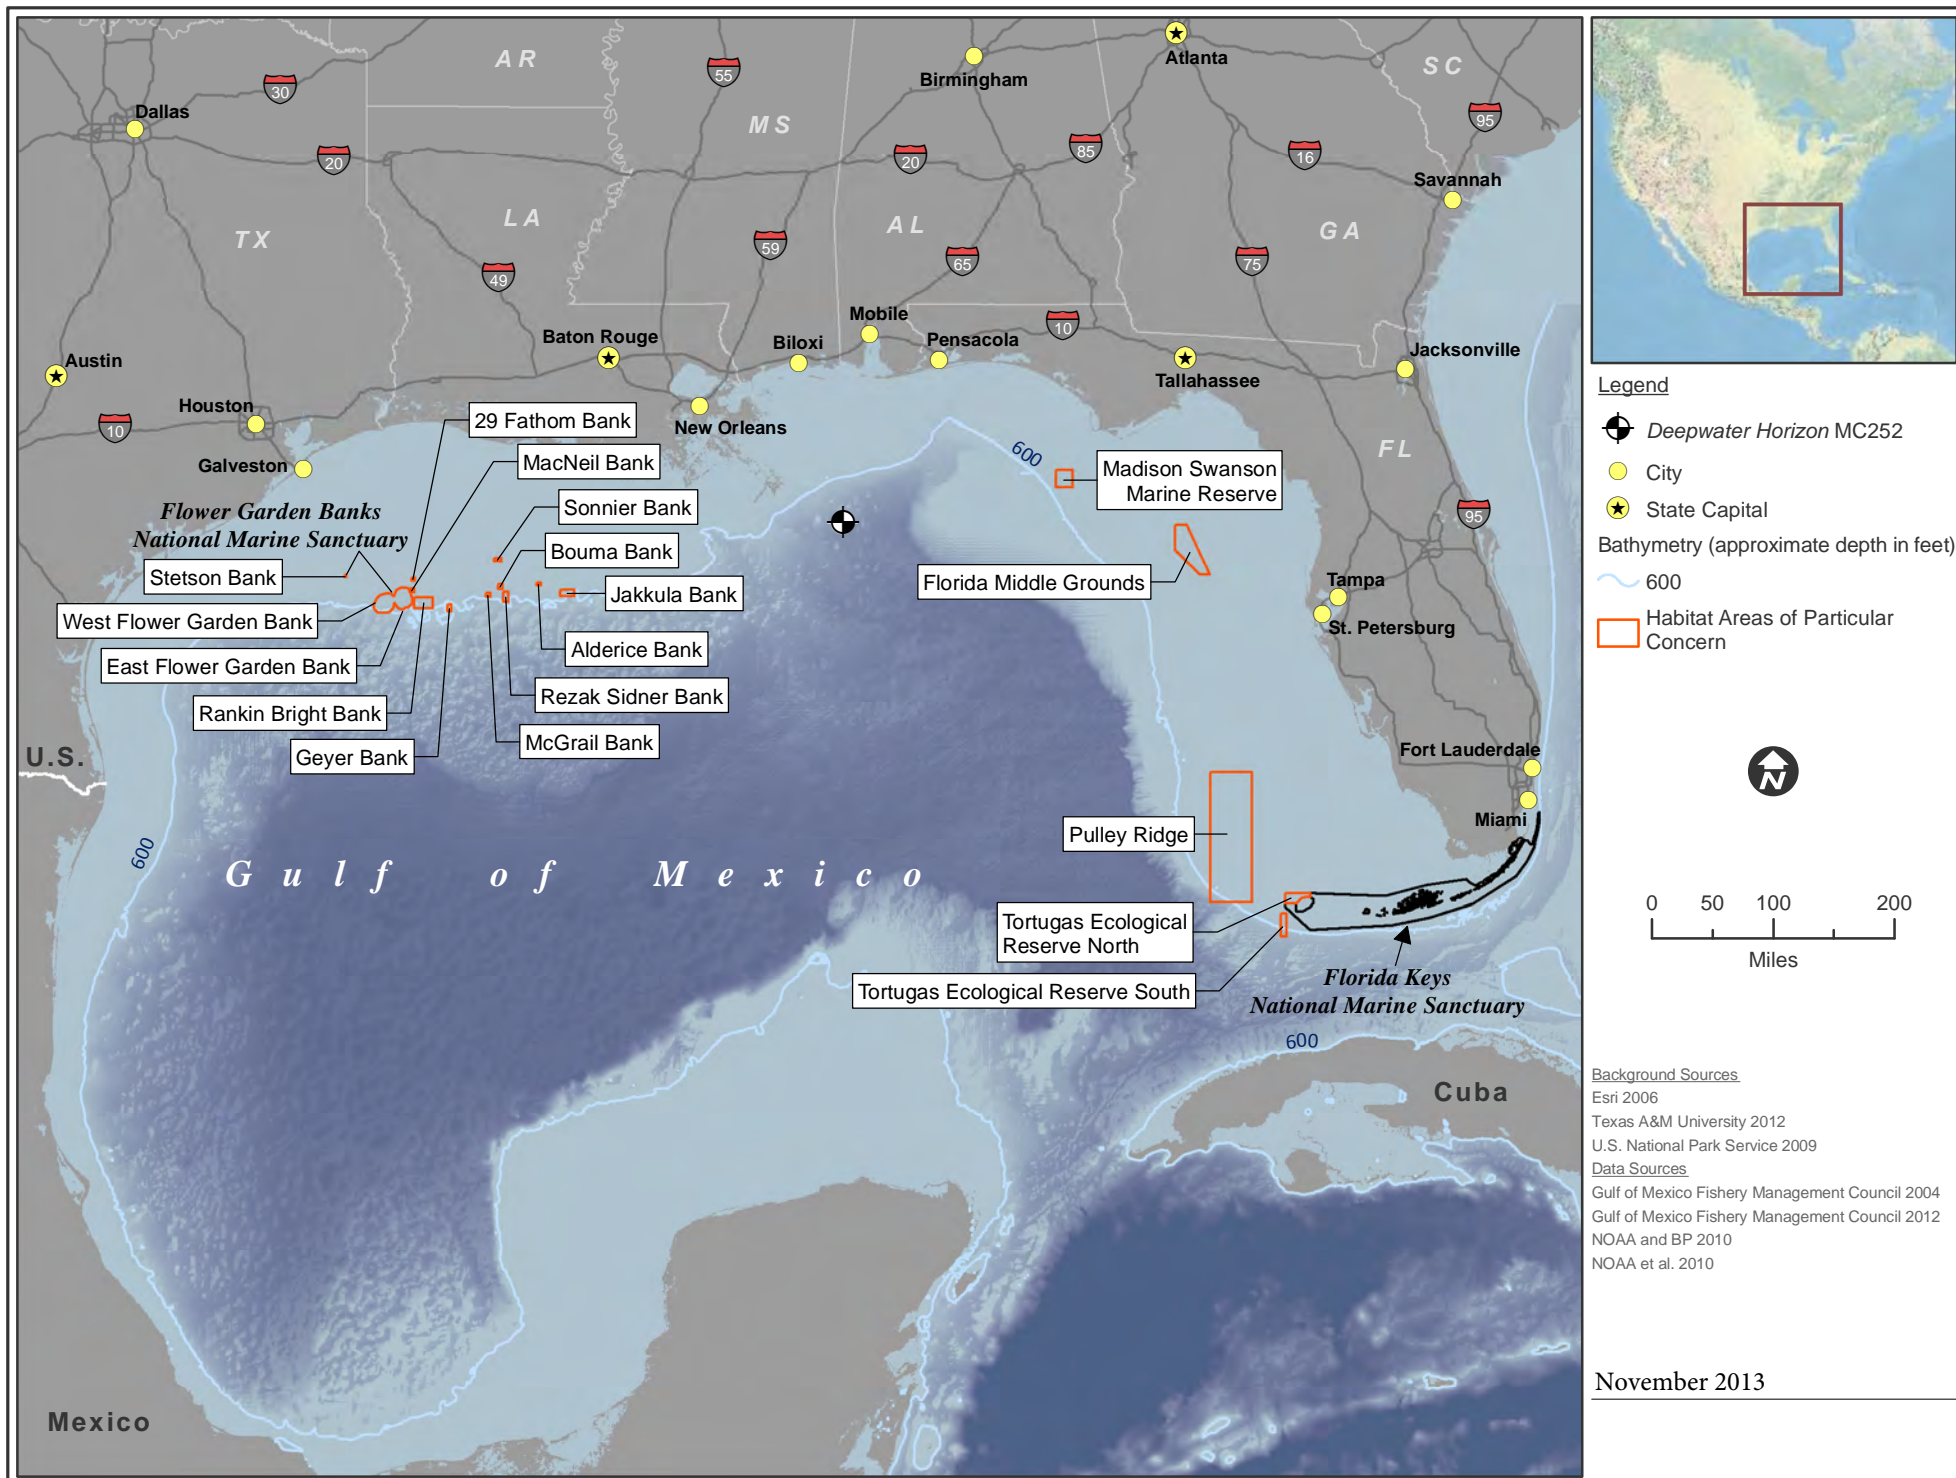 AR
SC
MS
TX
LA
AL
GA
FL
30
55
20
20
85
16
95
49
59
65
75
10
10
95
Dallas
Birmingham
Atlanta
Savannah
Austin
Houston
Galveston
Baton Rouge
New Orleans
Biloxi
Mobile
Pensacola
Tallahassee
Jacksonville
Tampa
St. Petersburg
Fort Lauderdale
Miami
29 Fathom Bank
MacNeil Bank
Sonnier Bank
Bouma Bank
Jakkula Bank
Alderice Bank
Rezak Sidner Bank
McGrail Bank
Flower Garden Banks
National Marine Sanctuary
Stetson Bank
West Flower Garden Bank
East Flower Garden Bank
Rankin Bright Bank
Geyer Bank
Madison Swanson
Marine Reserve
Florida Middle Grounds
Pulley Ridge
Tortugas Ecological
Reserve North
Tortugas Ecological Reserve South
Florida Keys
National Marine Sanctuary
600
600
600
U.S.
Gulf of Mexico
Cuba
Mexico
Legend
Deepwater Horizon MC252
City
State Capital
Bathymetry (approximate depth in feet)
600
Habitat Areas of Particular
Concern
N
0 50 100 200
Miles
Background Sources
Esri 2006
Texas A&M University 2012
U.S. National Park Service 2009
Data Sources
Gulf of Mexico Fishery Management Council 2004
Gulf of Mexico Fishery Management Council 2012
NOAA and BP 2010
NOAA et al. 2010
November 2013